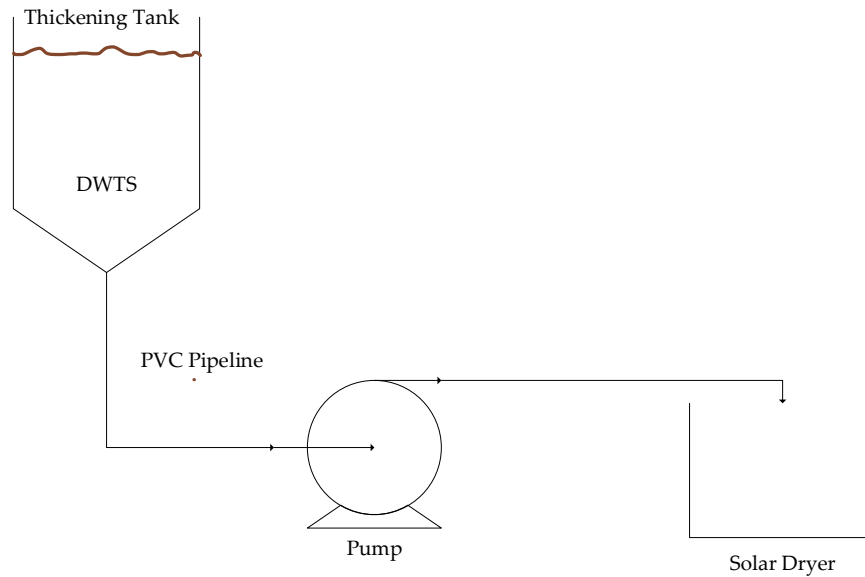 Thickening Tank
DWTS
PVC Pipeline
Pump
Solar Dryer